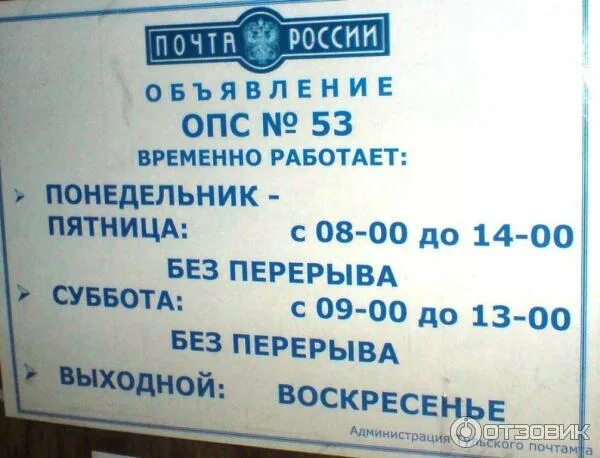 ПОЧТА РОССИИ
ОБЪЯВЛЕНИЕ
ОПС № 53
ВРЕМЕННО РАБОТАЕТ:
ПОНЕДЕЛЬНИК -
ПЯТНИЦА: с 08-00 до 14-00
БЕЗ ПЕРЕРЫВА
СУББОТА: с 09-00 до 13-00
БЕЗ ПЕРЕРЫВА
ВЫХОДНОЙ: ВОСКРЕСЕНЬЕ
Администрация Тульского почтамта
ОТЗОВИК